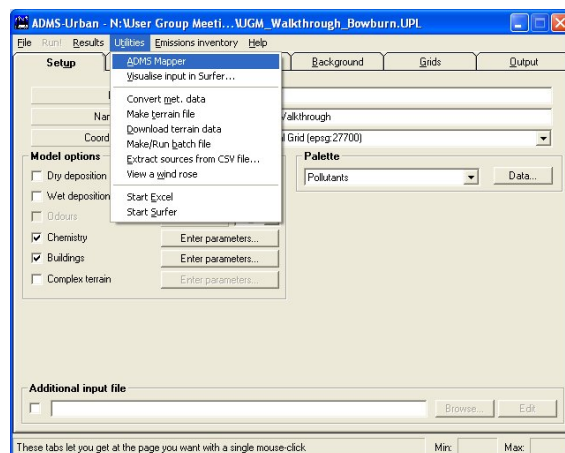 ADMS-Urban - N:\User Group Meeti...\UGM_Walkthrough_Bowburn.UPL
File Run! Results Utilities Emissions inventory Help
Setup Background Grids Output
ADMS Mapper
Visualise input in Surfer...
Convert met. data
Make terrain file
Download terrain data
Make/Run batch file
Extract sources from CSV file...
View a wind rose
Start Excel
Start Surfer
Grid (epsg:27700)
Model options Palette
Dry deposition Pollutants Data...
Wet deposition
Odours
Chemistry Enter parameters...
Buildings Enter parameters...
Complex terrain Enter parameters...
Additional input file
Browse... Edit
These tabs let you get at the page you want with a single mouse-click Min: Max: